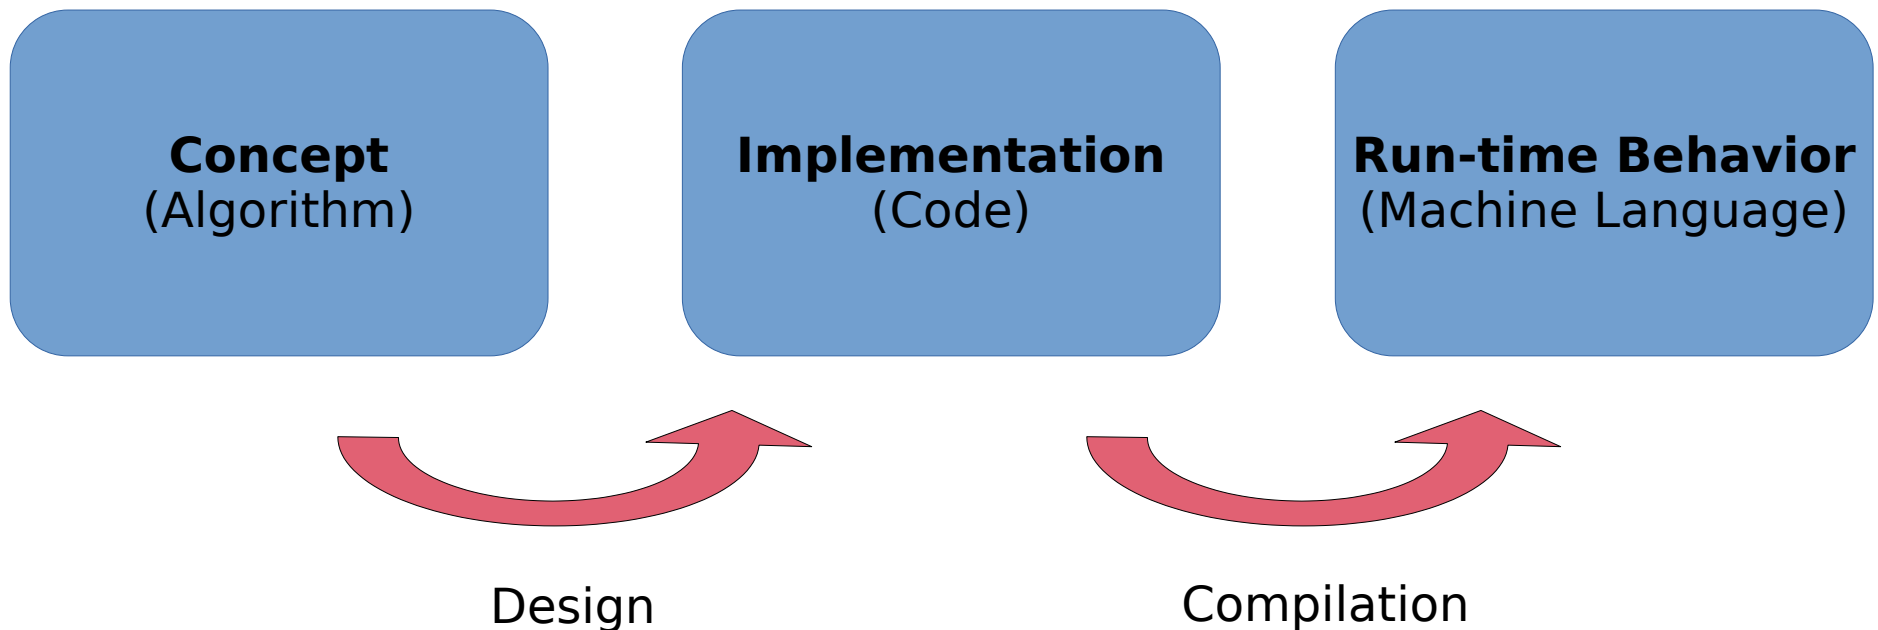 Concept
(Algorithm)
Implementation
(Code)
Run-time Behavior
(Machine Language)
Design
Compilation